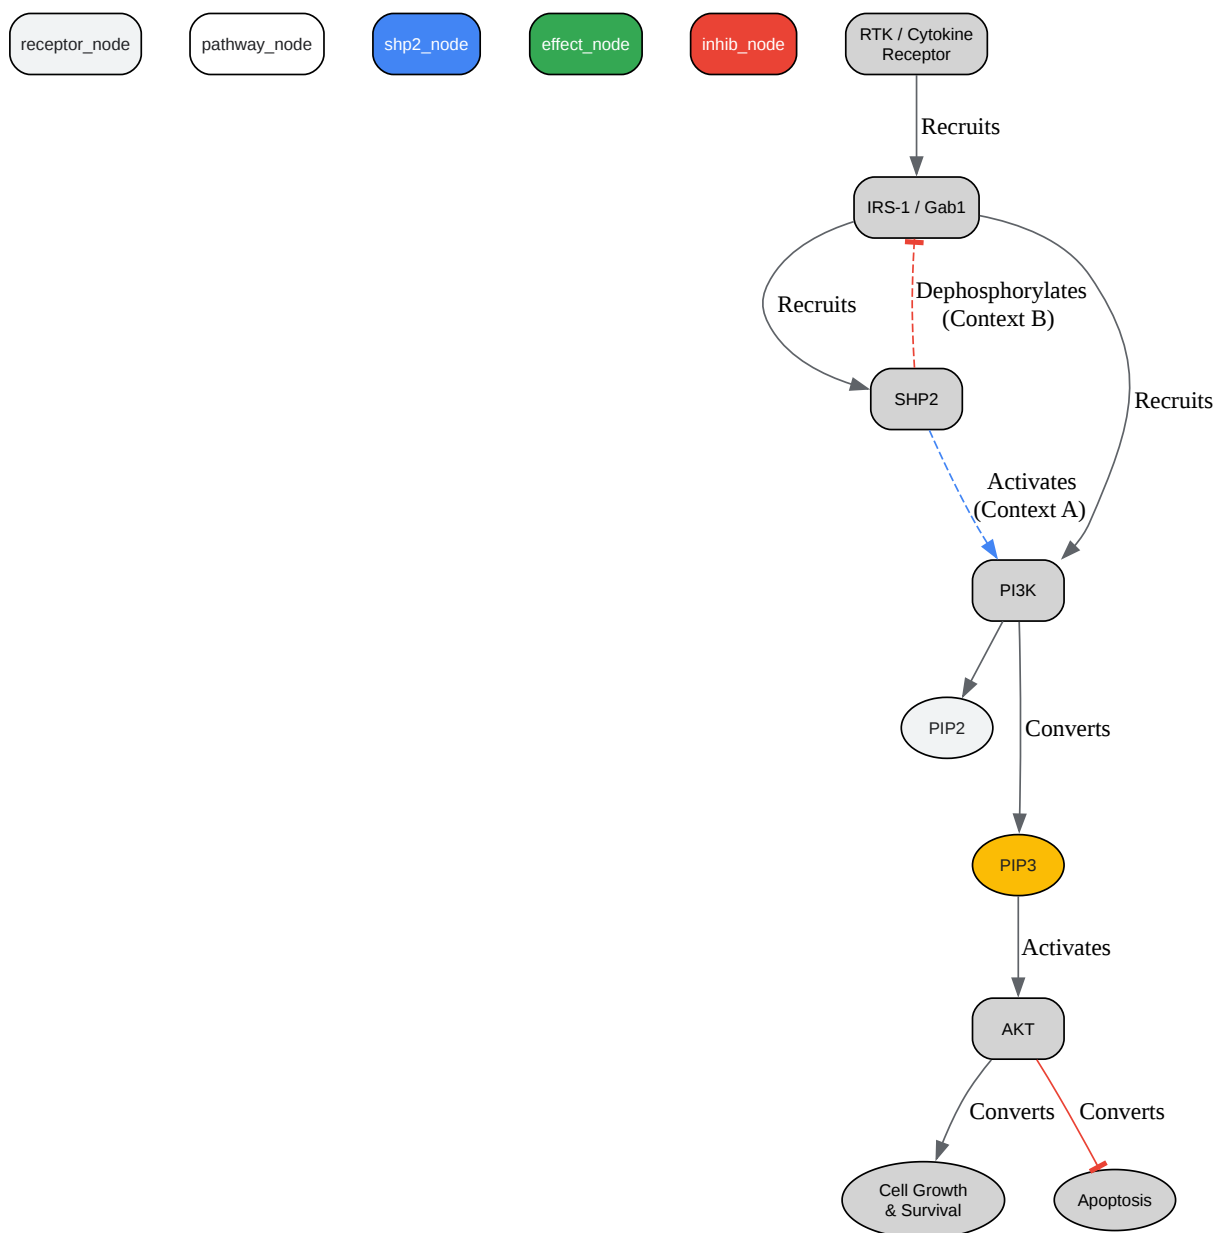 receptor_node
pathway_node
shp2_node
effect_node
inhib_node
RTK / Cytokine
Receptor
Recruits
IRS-1 / Gab1
Dephosphorylates
(Context B)
Recruits
SHP2
Recruits
Activates
(Context A)
PI3K
PIP2
Converts
PIP3
Activates
AKT
Converts
Converts
Cell Growth
& Survival
Apoptosis